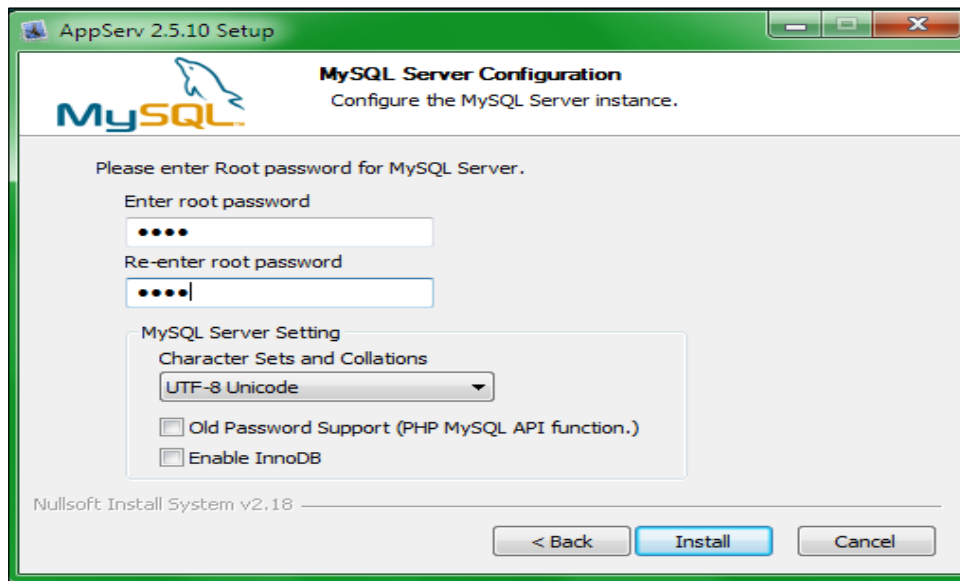 AppServ 2.5.10 Setup
MySQL Server Configuration
Configure the MySQL Server instance.
MySQL
Please enter Root password for MySQL Server.
Enter root password
••••
Re-enter root password
••••
MySQL Server Setting
Character Sets and Collations
UTF-8 Unicode
Old Password Support (PHP MySQL API function.)
Enable InnoDB
Nullsoft Install System v2.18
< Back Install Cancel